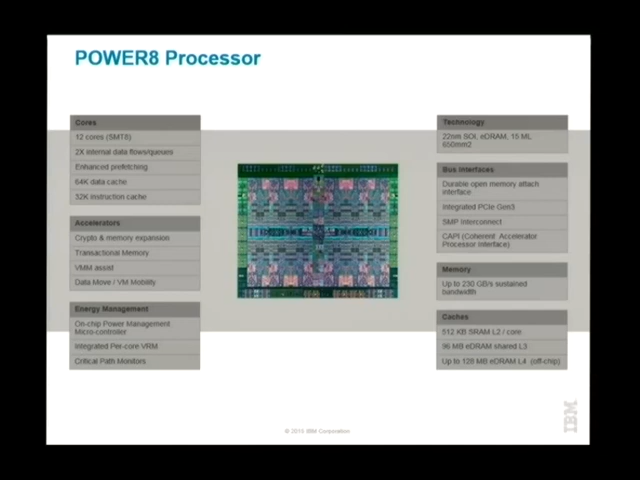 POWER8 Processor
Cores
12 cores (SMT8)
2X internal data flows/queues
Enhanced prefetching
64K data cache
32K instruction cache
Accelerators
Crypto & memory expansion
Transactional Memory
VMM assist
Data Move / VM Mobility
Energy Management
On-chip Power Management
Micro-controller
Integrated Per-core VRM
Critical Path Monitors
Technology
22nm SOI, eDRAM, 15 ML
650mm2
Bus Interfaces
Durable open memory attach
interface
Integrated PCIe Gen3
SMP Interconnect
CAPI (Coherent Accelerator
Processor Interface)
Memory
Up to 230 GB/s sustained
bandwidth
Caches
512 KB SRAM L2 / core
96 MB eDRAM shared L3
Up to 128 MB eDRAM L4 (off-chip)
© 2015 IBM Corporation
IBM